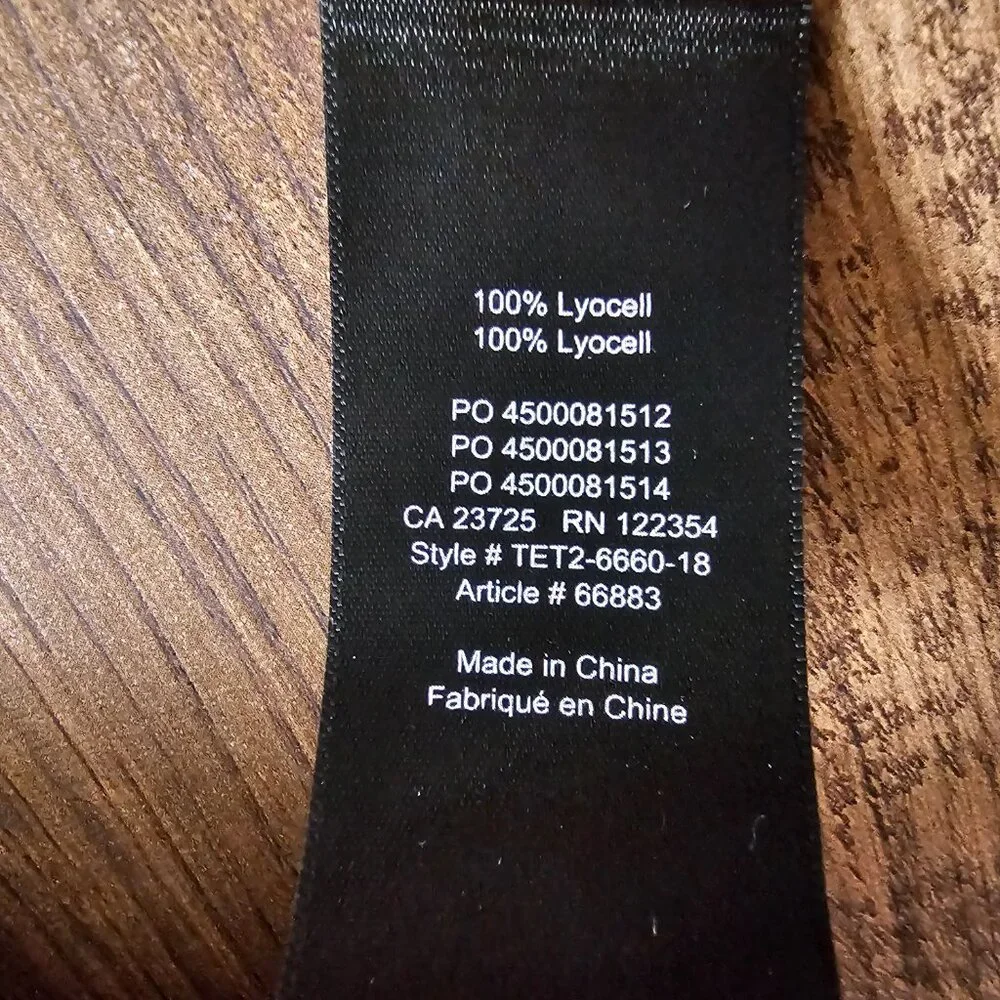 100% Lyocell
100% Lyocell
PO 4500081512
PO 4500081513
PO 4500081514
CA 23725 RN 122354
Style # TET2-6660-18
Article # 66883
Made in China
Fabriqué en Chine